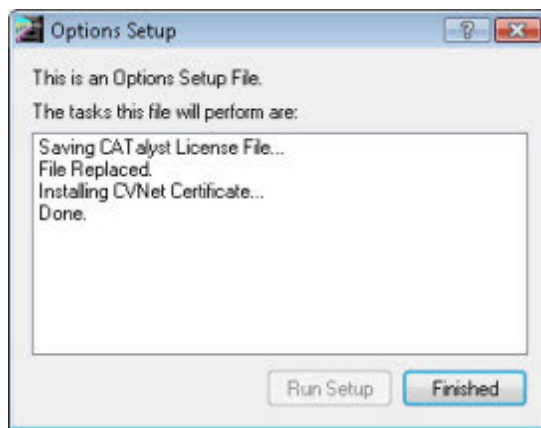 Options Setup
This is an Options Setup File.
The tasks this file will perform are:
Saving CATalyst License File...
File Replaced.
Installing CVNet Certificate...
Done.
Run Setup
Finished